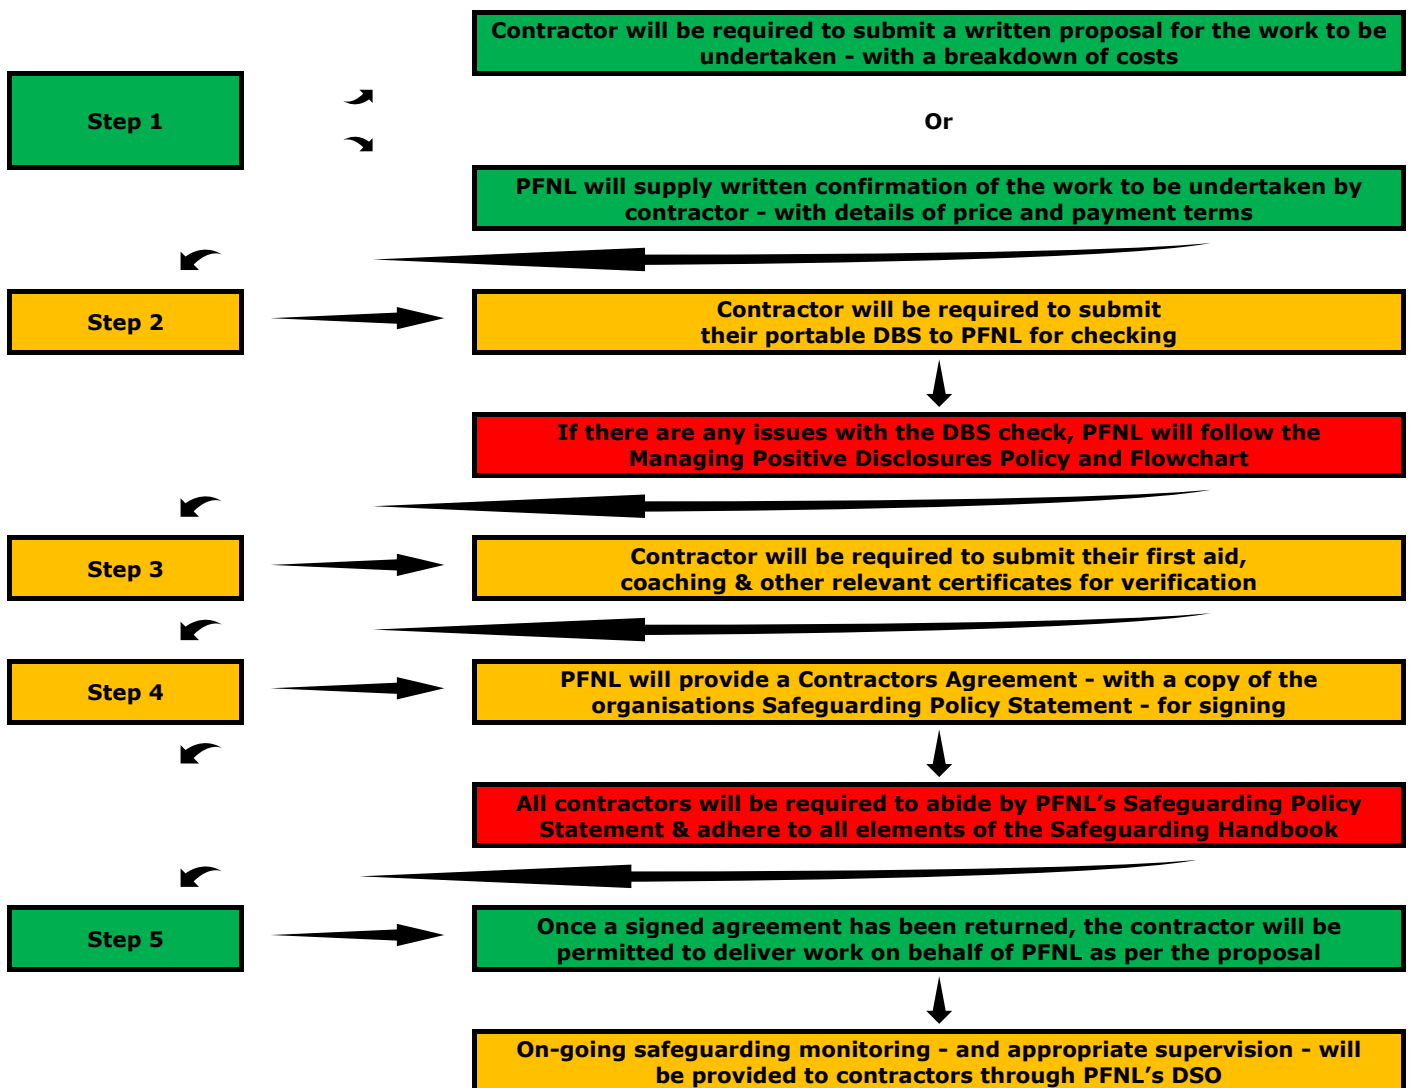 Contractor will be required to submit a written proposal for the work to be
undertaken - with a breakdown of costs
Step 1
Or
PFNL will supply written confirmation of the work to be undertaken by
contractor - with details of price and payment terms
Step 2
Contractor will be required to submit
their portable DBS to PFNL for checking
If there are any issues with the DBS check, PFNL will follow the
Managing Positive Disclosures Policy and Flowchart
Step 3
Contractor will be required to submit their first aid,
coaching & other relevant certificates for verification
Step 4
PFNL will provide a Contractors Agreement - with a copy of the
organisations Safeguarding Policy Statement - for signing
All contractors will be required to abide by PFNL’s Safeguarding Policy
Statement & adhere to all elements of the Safeguarding Handbook
Step 5
Once a signed agreement has been returned, the contractor will be
permitted to deliver work on behalf of PFNL as per the proposal
On-going safeguarding monitoring - and appropriate supervision - will
be provided to contractors through PFNL’s DSO